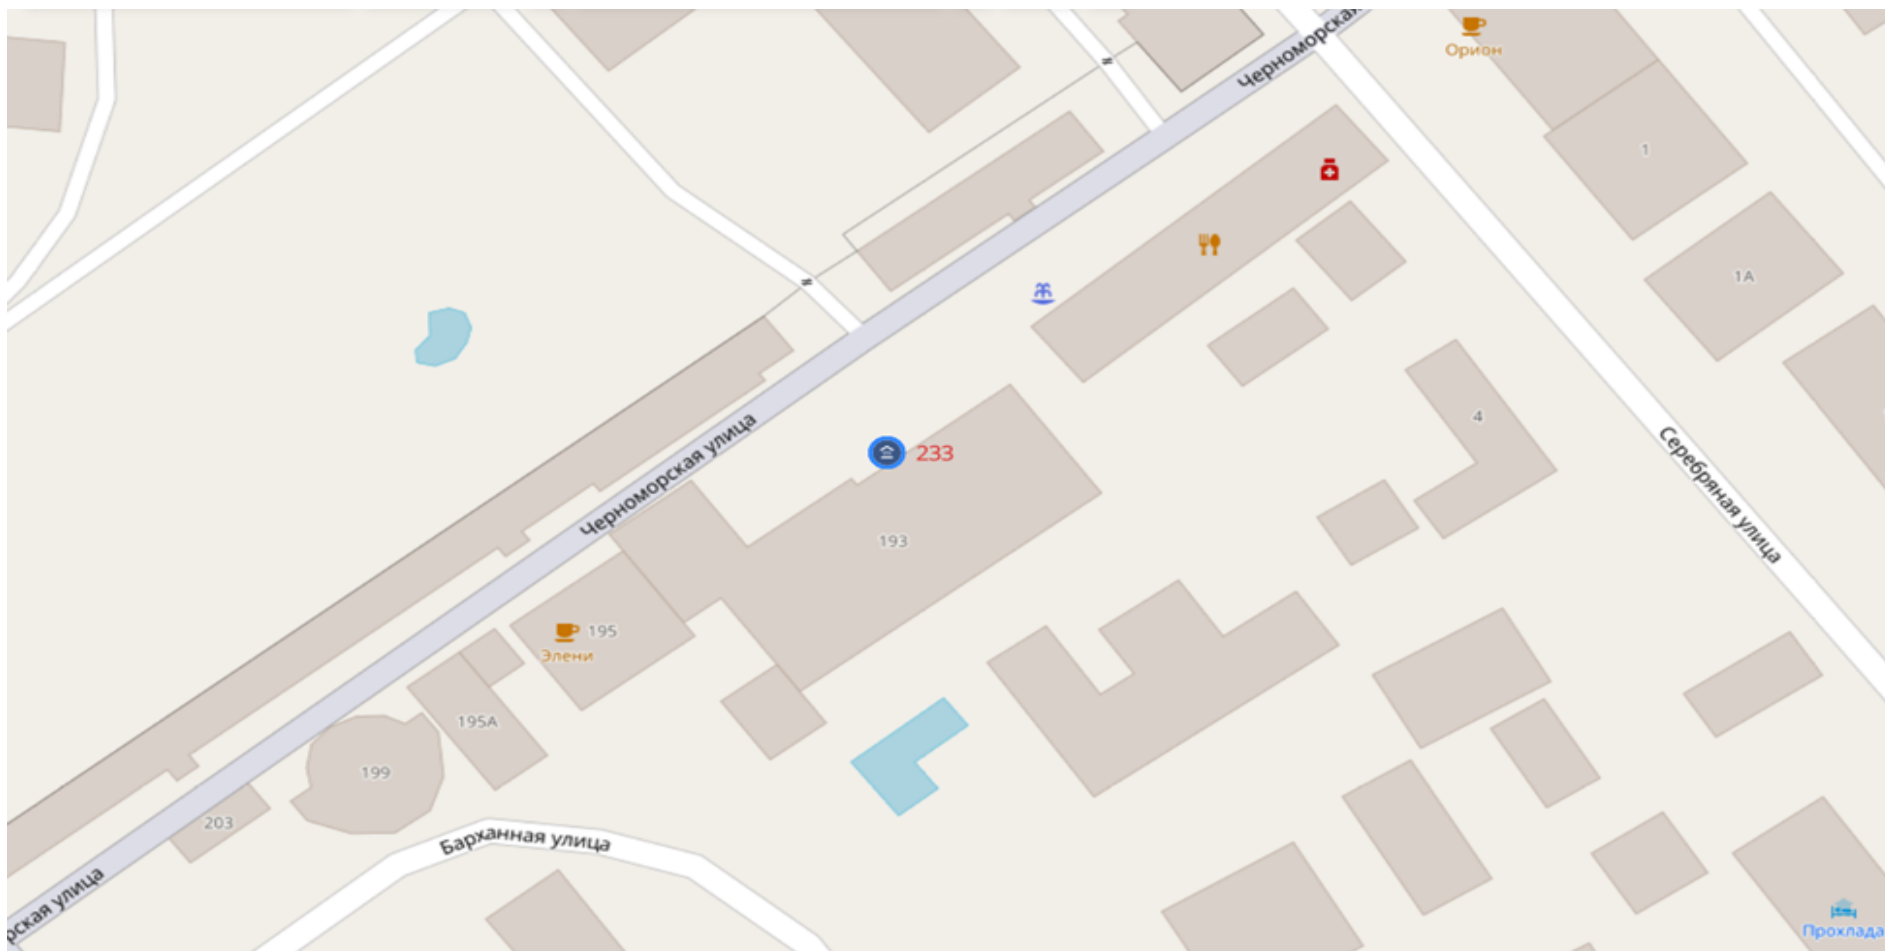 Черноморская
Орион
1
1А
4
Черноморская улица
233
193
Серебряная улица
195
Элени
195А
199
203
Барханная улица
рская улица
Прохлада